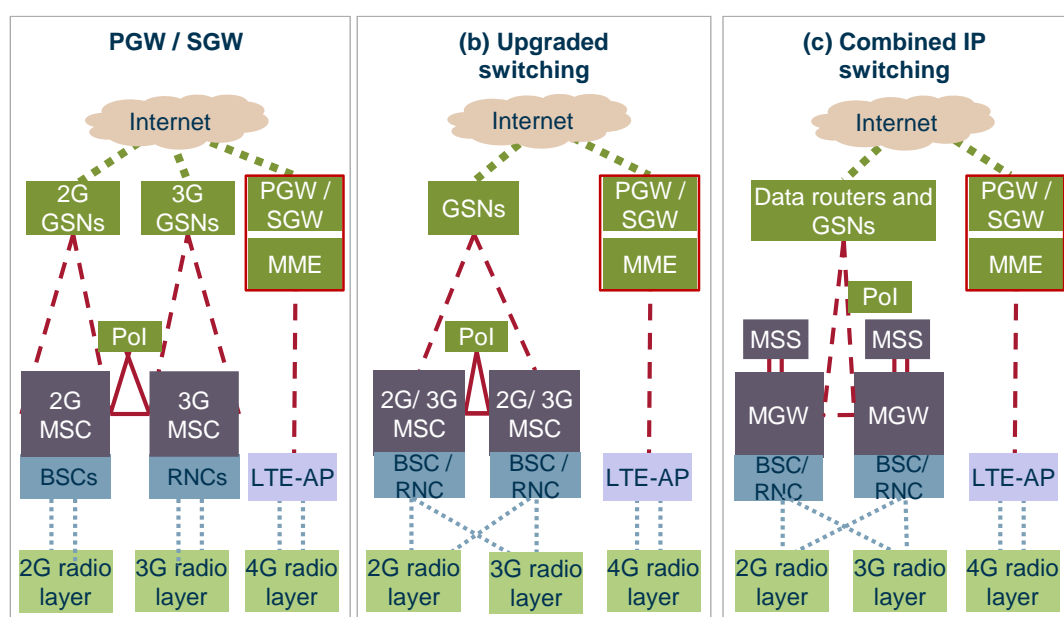 PGW / SGW
Internet
2G
GSNs
3G
GSNs
PGW /
SGW
MME
PoI
2G
MSC
3G
MSC
BSCs
RNCs
LTE-AP
2G radio
layer
3G radio
layer
4G radio
layer
(b) Upgraded
switching
Internet
GSNs
PGW /
SGW
MME
PoI
2G/ 3G
MSC
2G/ 3G
MSC
BSC /
RNC
BSC /
RNC
LTE-AP
2G radio
layer
3G radio
layer
4G radio
layer
(c) Combined IP
switching
Internet
Data routers and
GSNs
PGW /
SGW
MME
PoI
MSS
MSS
MGW
MGW
BSC/
RNC
BSC/
RNC
LTE-AP
2G radio
layer
3G radio
layer
4G radio
layer